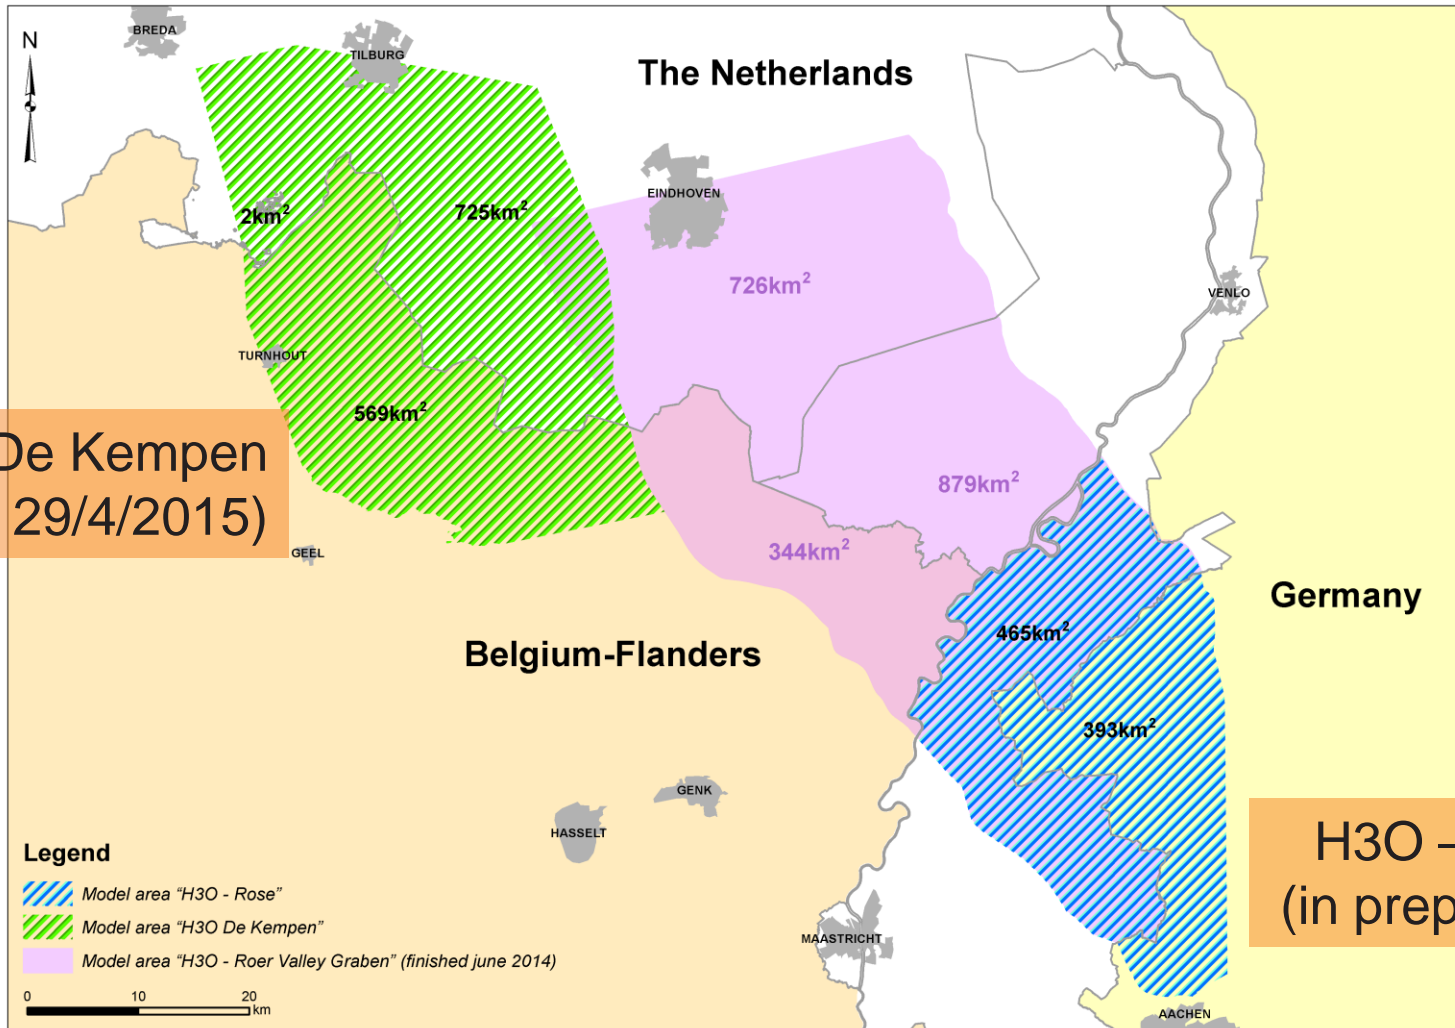 BREDA
N
TILBURG
The Netherlands
EINDHOVEN
2km²
725km²
726km²
VENLO
TURNHOUT
569km²
De Kempen
29/4/2015)
879km²
GEEL
344km²
Germany
465km²
Belgium-Flanders
393km²
GENK
HASSELT
H3O –
(in prep
Legend
Model area "H3O - Rose"
Model area "H3O De Kempen"
Model area "H3O - Roer Valley Graben" (finished june 2014)
MAASTRICHT
0 10 20
km
AACHEN